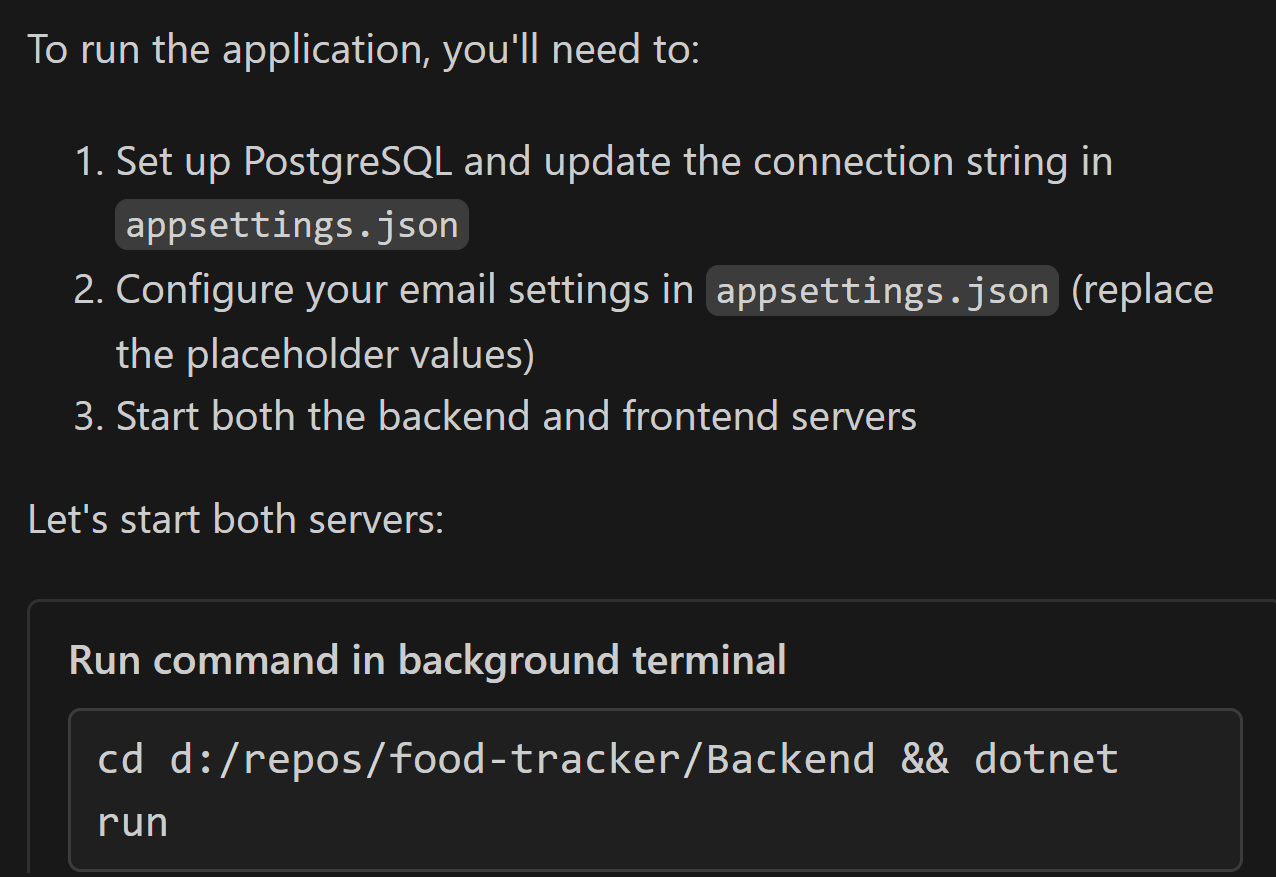 To run the application, you'll need to:
1. Set up PostgreSQL and update the connection string in
appsettings.json
2. Configure your email settings in appsettings.json (replace
the placeholder values)
3. Start both the backend and frontend servers
Let's start both servers:
Run command in background terminal
cd d:/repos/food-tracker/Backend && dotnet
run